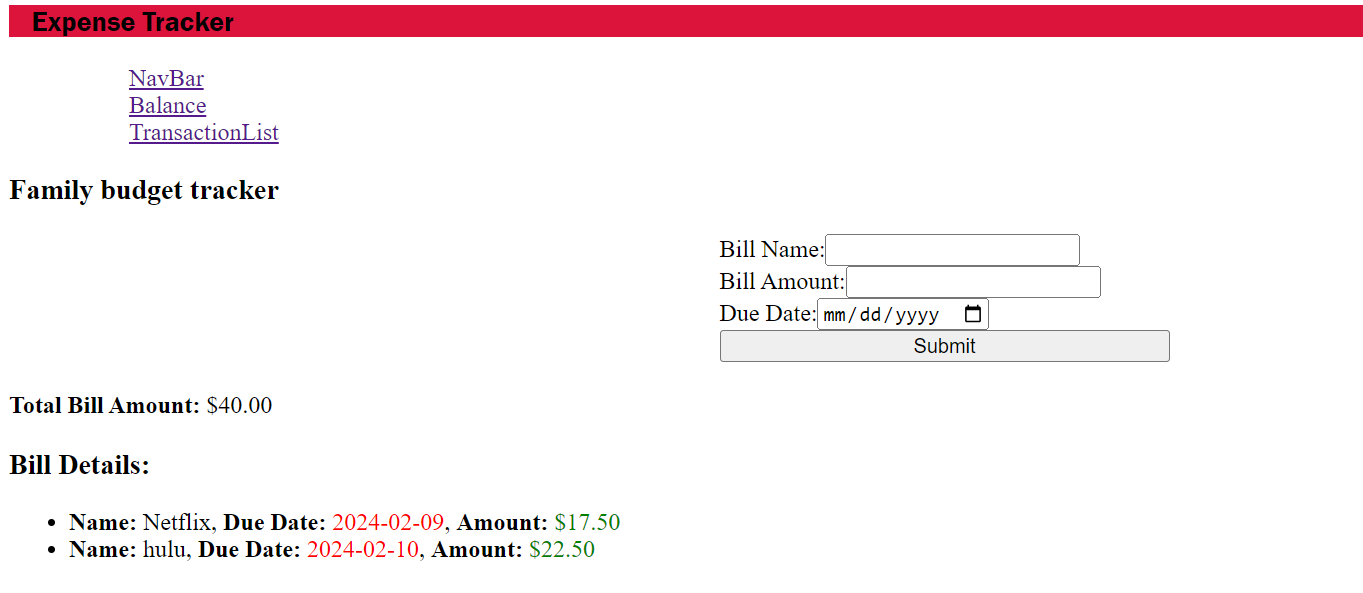 Expense Tracker
NavBar
Balance
TransactionList
Family budget tracker
Bill Name:
Bill Amount:
Due Date: mm/dd/yyyy
Submit
Total Bill Amount: $40.00
Bill Details:
• Name: Netflix, Due Date: 2024-02-09, Amount: $17.50
• Name: hulu, Due Date: 2024-02-10, Amount: $22.50